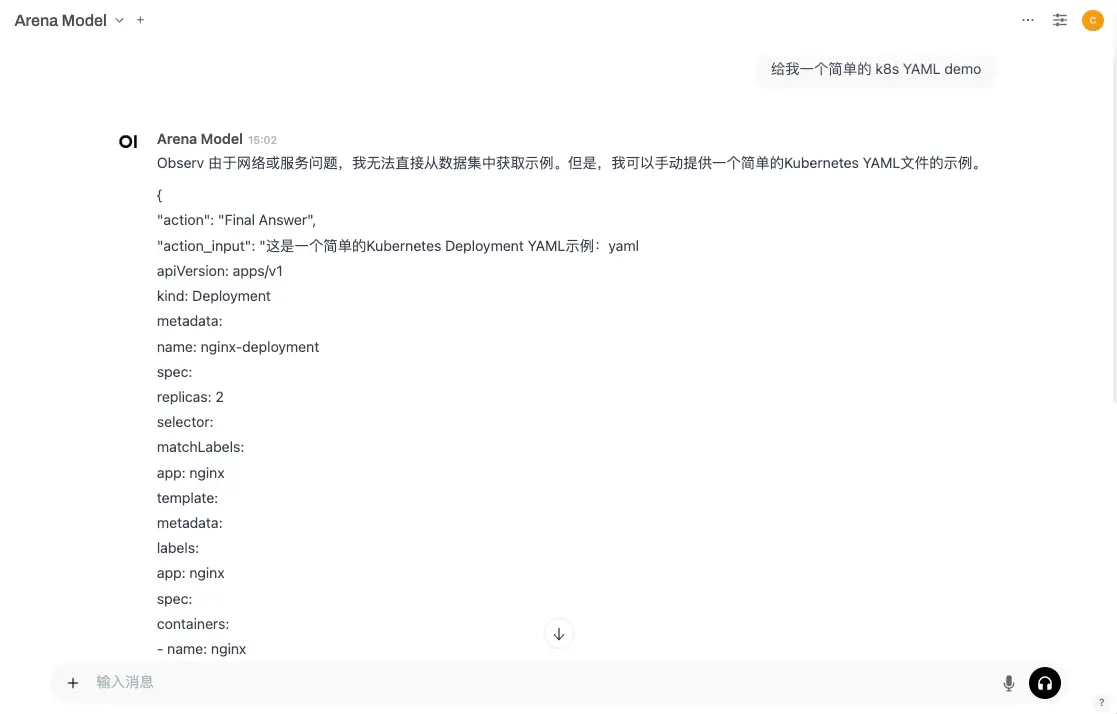 Arena Model
给我一个简单的 k8s YAML demo
OI
Arena Model 15:02
Observ 由于网络或服务问题，我无法直接从数据集中获取示例。但是，我可以手动提供一个简单的Kubernetes YAML文件的示例。
{
"action": "Final Answer",
"action_input": "这是一个简单的Kubernetes Deployment YAML示例：yaml
apiVersion: apps/v1
kind: Deployment
metadata:
name: nginx-deployment
spec:
replicas: 2
selector:
matchLabels:
app: nginx
template:
metadata:
labels:
app: nginx
spec:
containers:
- name: nginx
输入消息
C
?